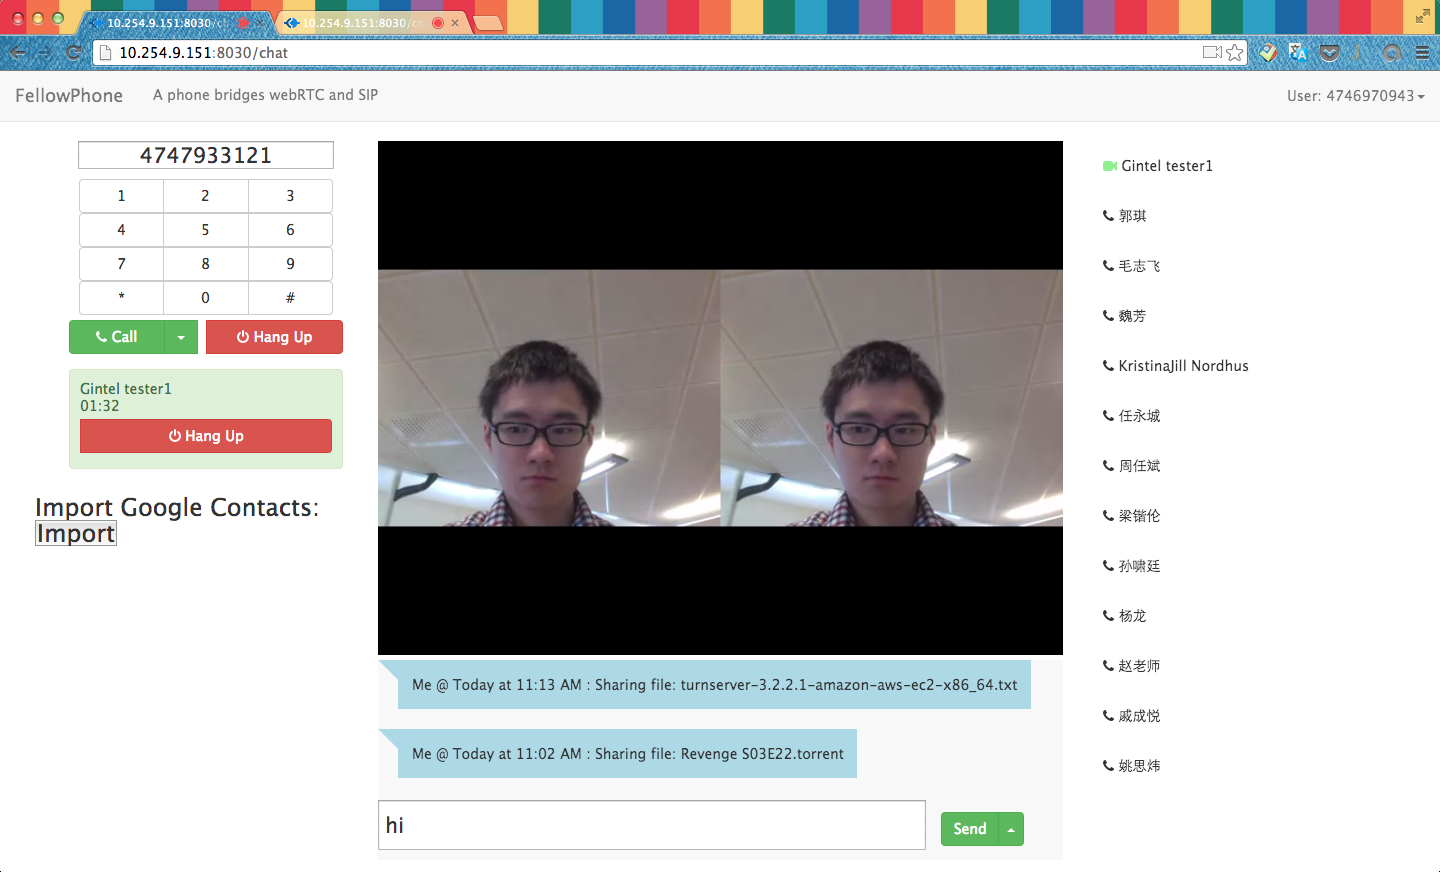 10.254.9.151:8030/ch
10.254.9.151:8030/ch
10.254.9.151:8030/chat
FellowPhone
A phone bridges webRTC and SIP
User: 4746970943
4747933121
1 2 3
4 5 6
7 8 9
* 0 #
Call
Hang Up
Gintel tester1
01:32
Hang Up
Import Google Contacts:
Import
Me @ Today at 11:13 AM : Sharing file: turnserver-3.2.2.1-amazon-aws-ec2-x86_64.txt
Me @ Today at 11:02 AM : Sharing file: Revenge S03E22.torrent
hi
Send
Gintel tester1
郭琪
毛志飞
魏芳
KristinaJill Nordhus
任永城
周任斌
梁锴伦
孙啸廷
杨龙
赵老师
戚成悦
姚思炜